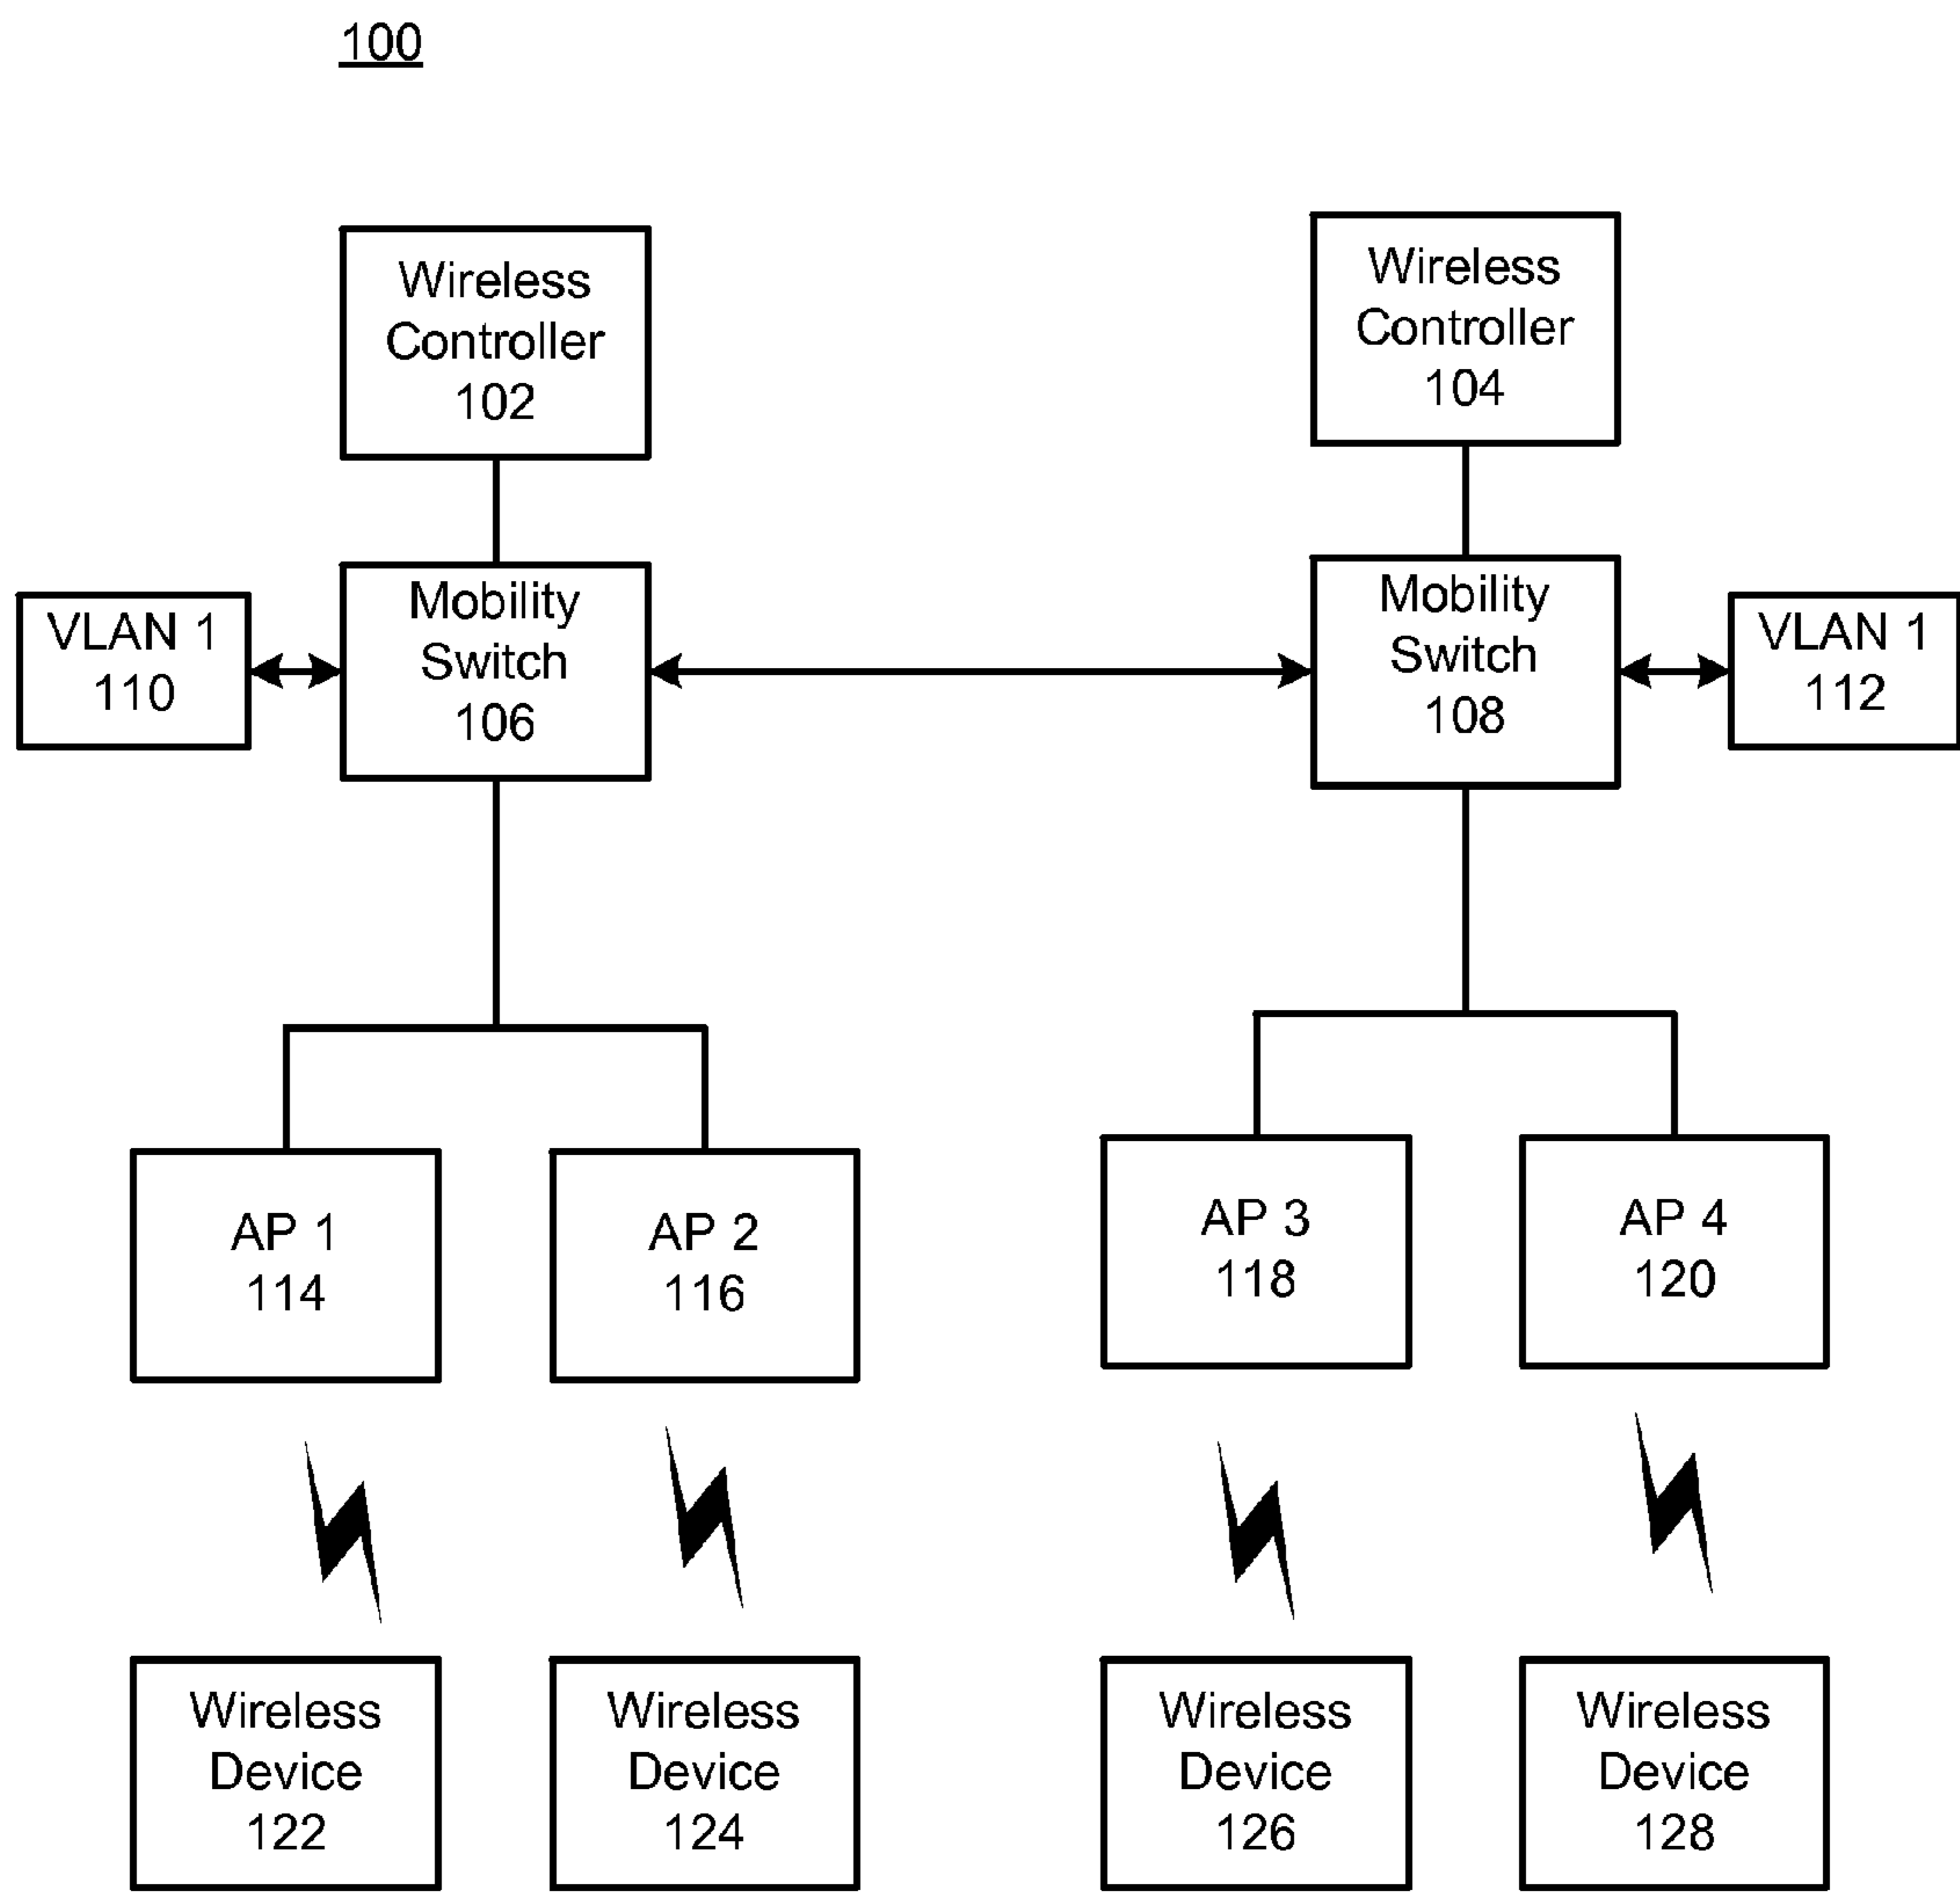 100
Wireless
Controller
102
Wireless
Controller
104
VLAN 1
110
Mobility
Switch
106
Mobility
Switch
108
VLAN 1
112
AP 1
114
AP 2
116
AP 3
118
AP 4
120
Wireless
Device
122
Wireless
Device
124
Wireless
Device
126
Wireless
Device
128